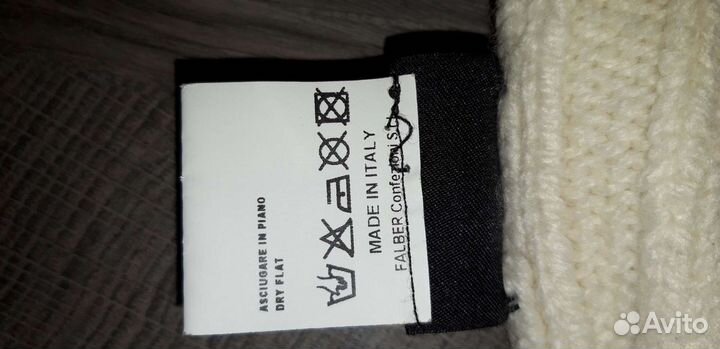 MADE IN ITALY
FALBER Confezioni S.r.l.
ASCIUGARE IN PIANO
DRY FLAT
Avito